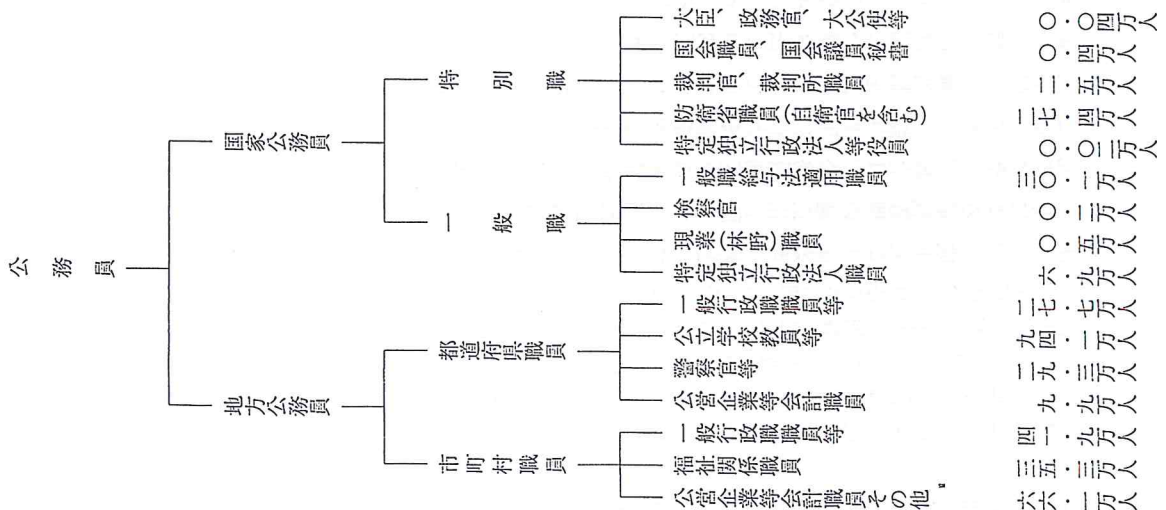 公務員
国家公務員
特別職
大臣、政務官、大公使等 〇・〇四万人
国会職員、国会議員秘書 〇・四万人
裁判官、裁判所職員 二・五万人
防衛省職員(自衛官を含む) 二七・四万人
特定独立行政法人等役員 〇・〇二万人
一般職
一般職給与法適用職員 三〇・一万人
検察官 〇・二万人
現業(林野)職員 〇・五万人
特定独立行政法人職員 六・九万人
地方公務員
都道府県職員
一般行政職職員等 二七・七万人
公立学校教員等 九四・一万人
警察官等 二九・三万人
公営企業等会計職員 九・九万人
市町村職員
一般行政職職員等 四一・九万人
福祉関係職員 三五・三万人
公営企業等会計職員その他 六六・一万人